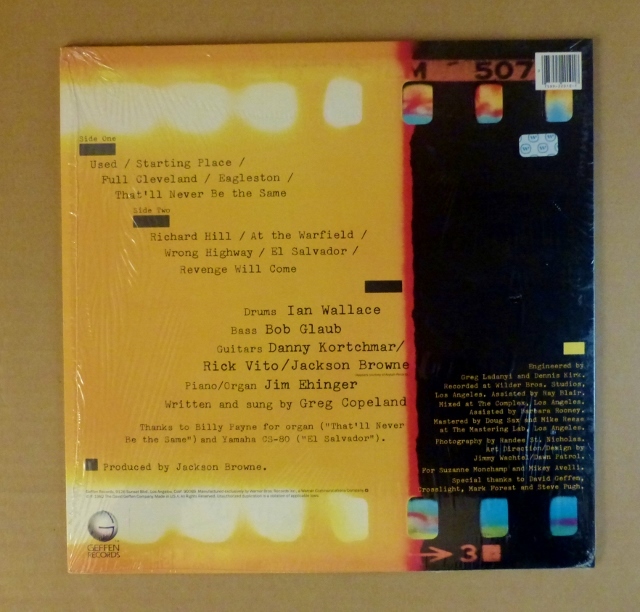 M 507
Side One
Used / Starting Place /
Full Cleveland / Eagleston /
That'll Never Be the Same
Side Two
Richard Hill / At the Warfield /
Wrong Highway / El Salvador /
Revenge Will Come
Drums Ian Wallace
Bass Bob Glaub
Guitars Danny Kortchmar/
Rick Vito/Jackson Browne
Piano/Organ Jim Ehinger
Written and sung by Greg Copeland
Thanks to Billy Payne for organ ("That'll Never
Be the Same") and Yamaha CS-80 ("El Salvador").
Produced by Jackson Browne.
GEFFEN
RECORDS
Engineered by
Greg Ladanyi and Dennis Kirk.
Recorded at Wilder Bros. Studios,
Los Angeles. Assisted by Ray Blair.
Mixed at The Complex, Los Angeles.
Assisted by Barbara Rooney.
Mastered by Doug Sax and Mike Reese
at The Mastering Lab, Los Angeles.
Photography by Randee St. Nicholas.
Art Direction/Design by
Jimmy Wachtel/Dawn Patrol.
For Suzanne Monchamp and Mikey Avelli.
Special thanks to David Geffen,
Crosslight, Mark Forest and Steve Pugh.
3